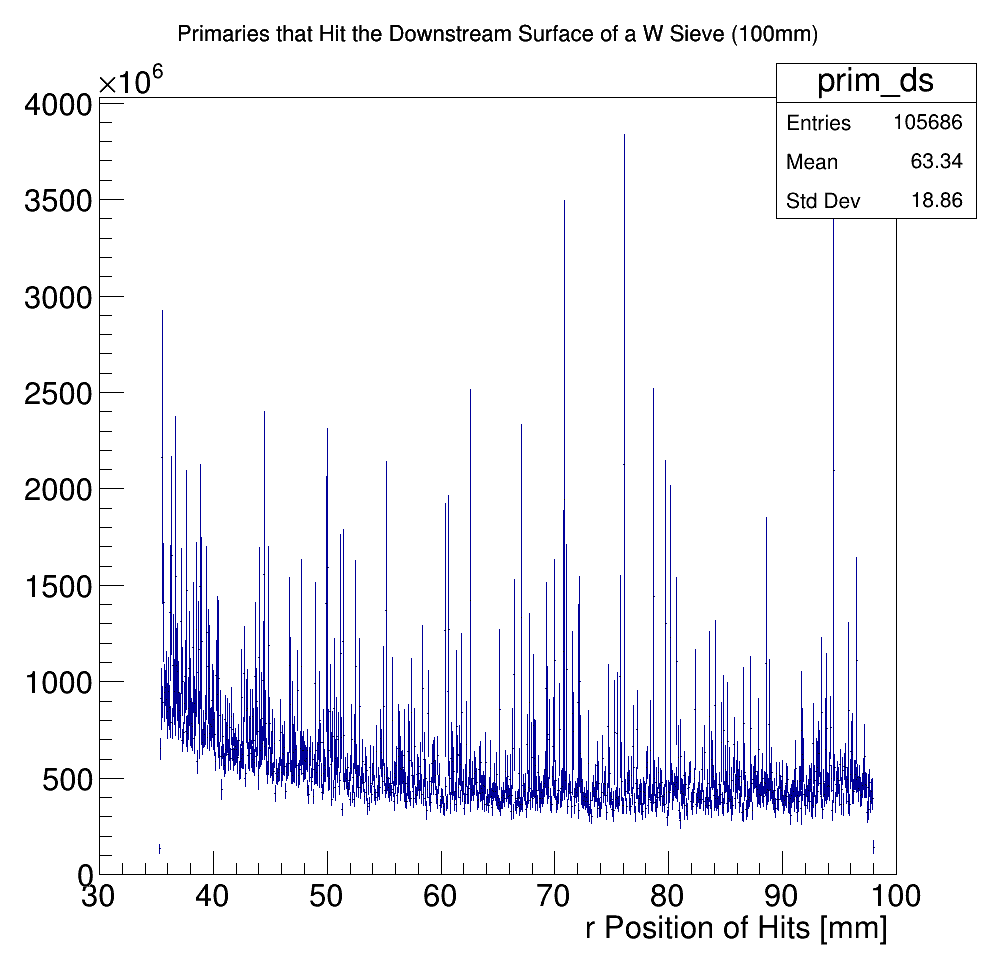 Primaries that Hit the Downstream Surface of a W Sieve (100mm)
×10⁶
prim_ds
Entries 105686
Mean 63.34
Std Dev 18.86
4000
3500
3000
2500
2000
1500
1000
500
0
30 40 50 60 70 80 90 100
r Position of Hits [mm]